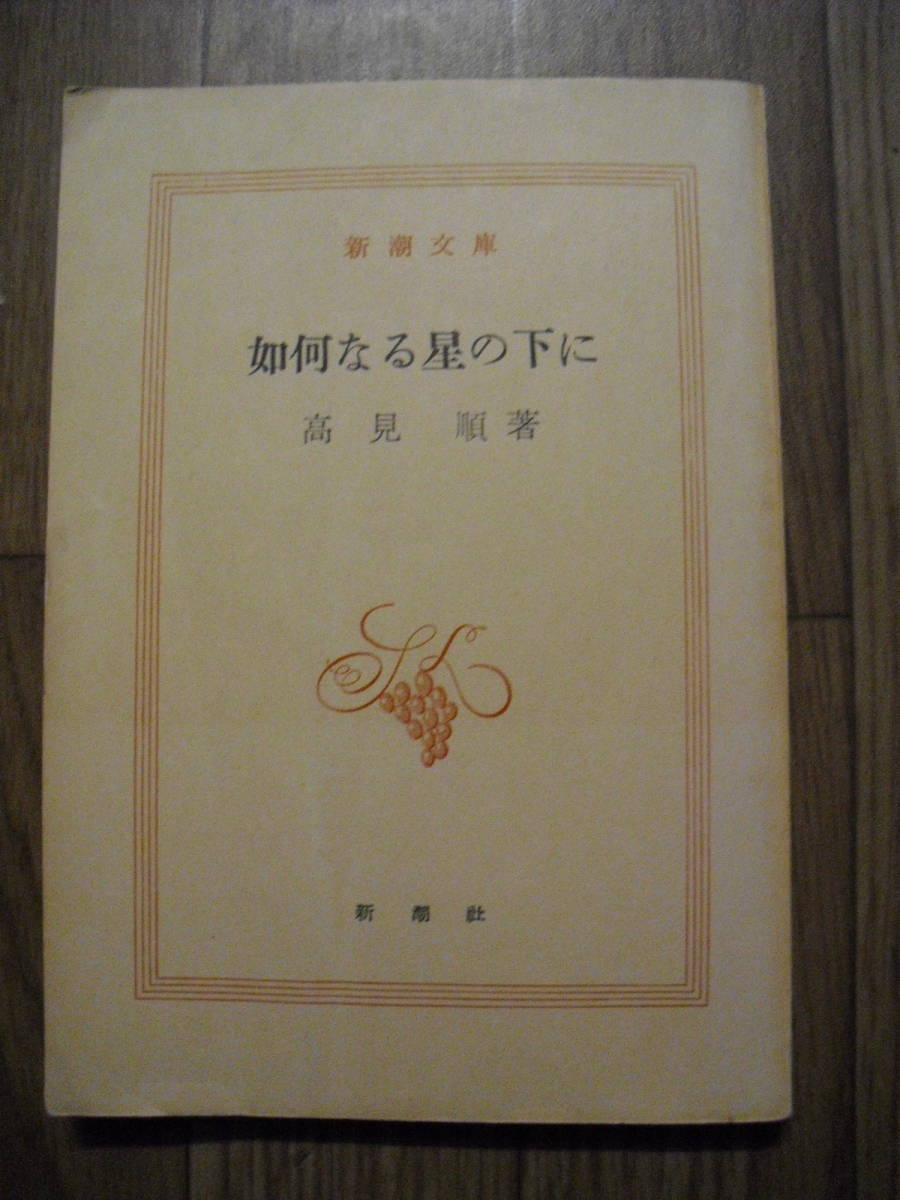 新潮文庫
如何なる星の下に
高見 順著
新潮社